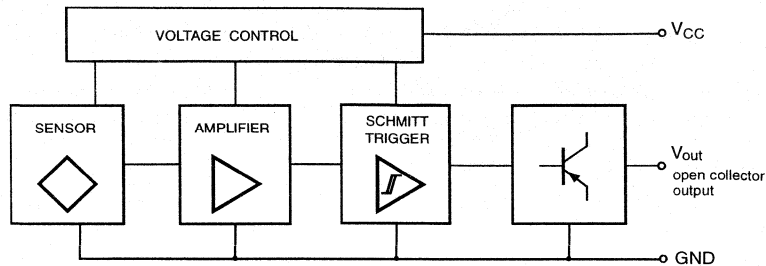 VOLTAGE CONTROL
VCC
SENSOR
AMPLIFIER
SCHMITT
TRIGGER
Vout
open collector
output
GND